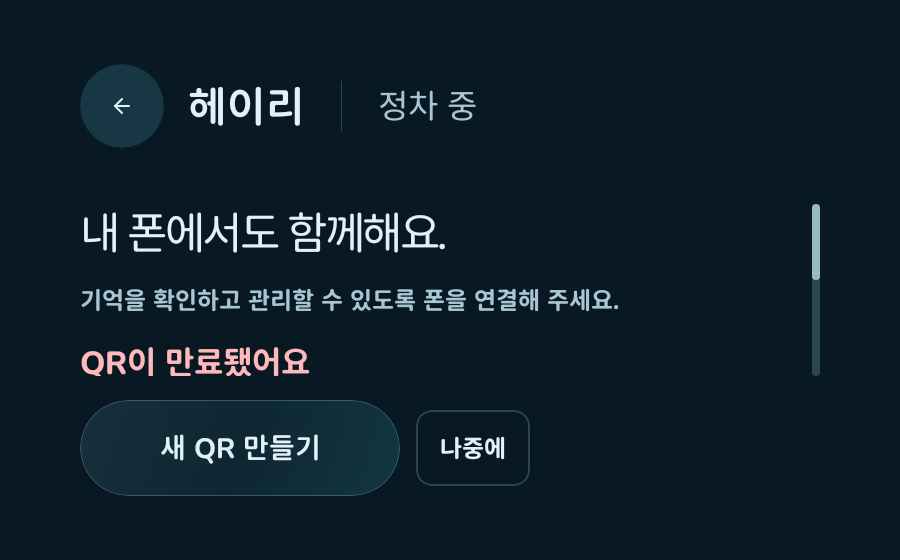 헤이리
정차 중
내 폰에서도 함께해요.
기억을 확인하고 관리할 수 있도록 폰을 연결해 주세요.
QR이 만료됐어요
새 QR 만들기
나중에